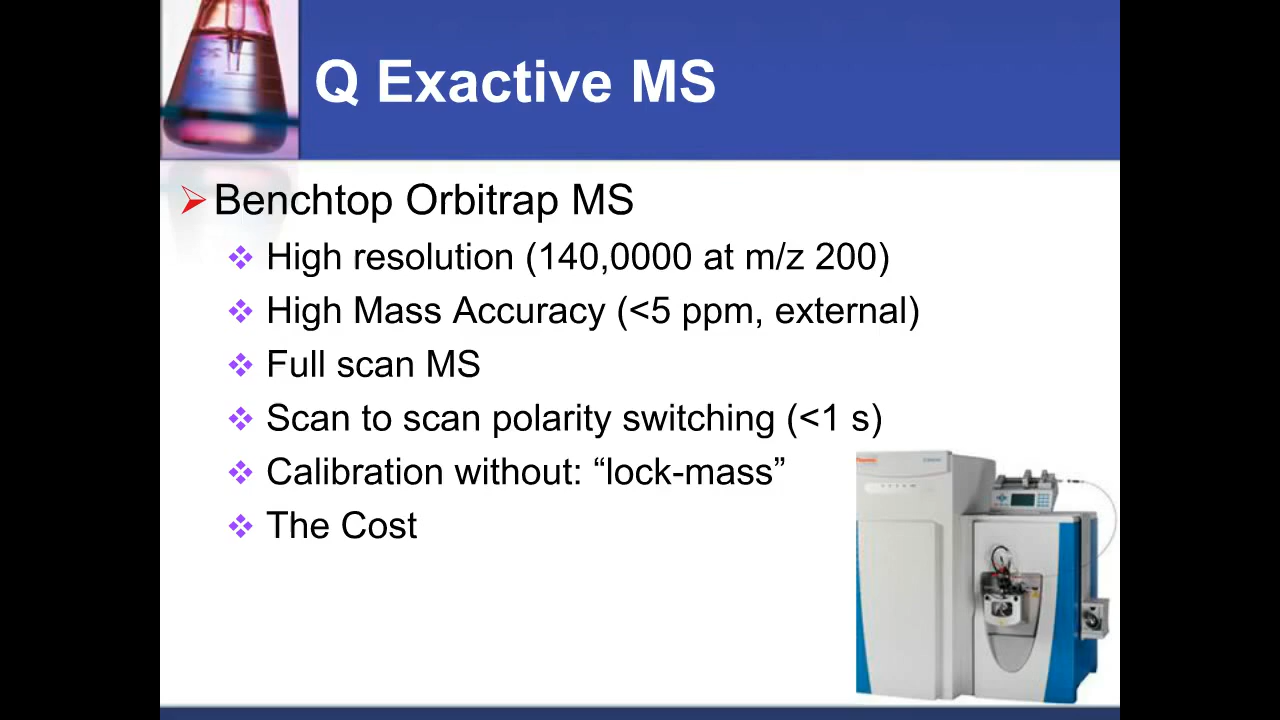 Q Exactive MS
Benchtop Orbitrap MS
High resolution (140,0000 at m/z 200)
High Mass Accuracy (<5 ppm, external)
Full scan MS
Scan to scan polarity switching (<1 s)
Calibration without: “lock-mass”
The Cost